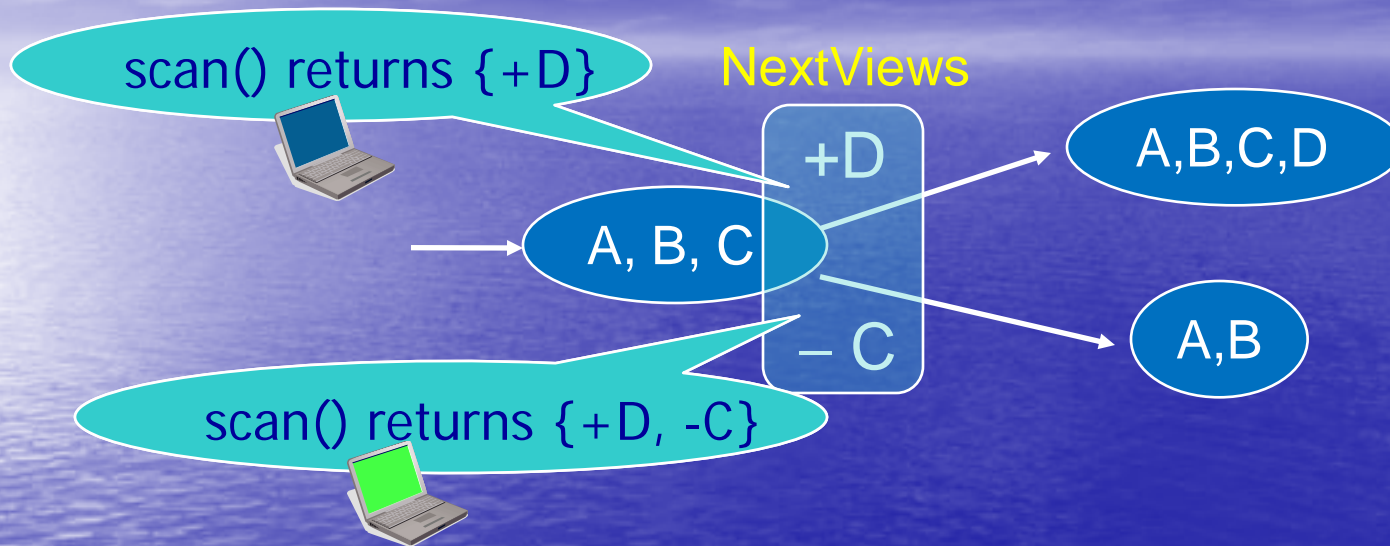 scan() returns {+D}
NextViews
+D
A,B,C,D
A, B, C
– C
A,B
scan() returns {+D, -C}